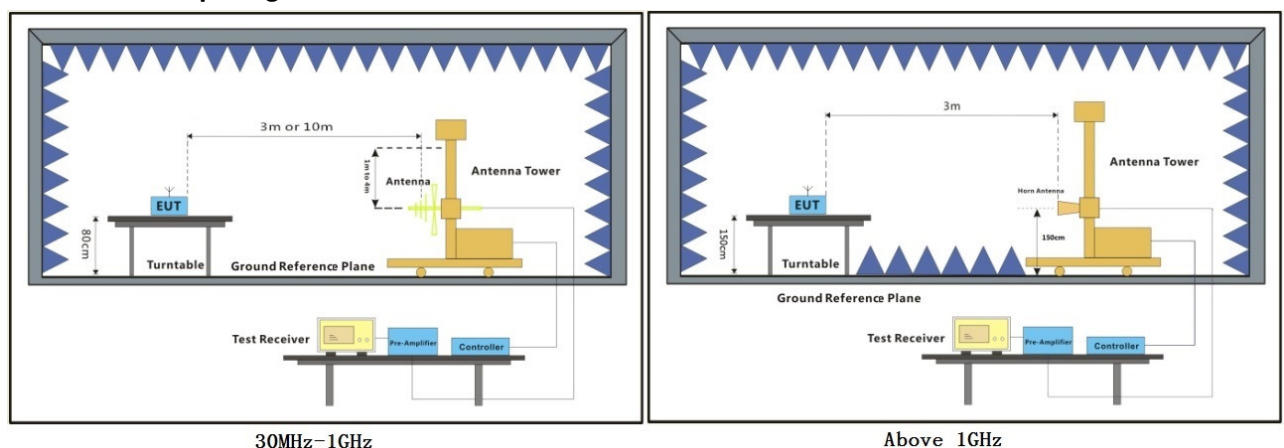 3m or 10m
1m to 4m
Antenna
Antenna Tower
EUT
80cm
Turntable
Ground Reference Plane
Test Receiver
Pre-Amplifier
Controller
30MHz-1GHz
3m
Antenna Tower
Horn Antenna
EUT
150cm
150cm
Turntable
Ground Reference Plane
Test Receiver
Pre-Amplifier
Controller
Above 1GHz